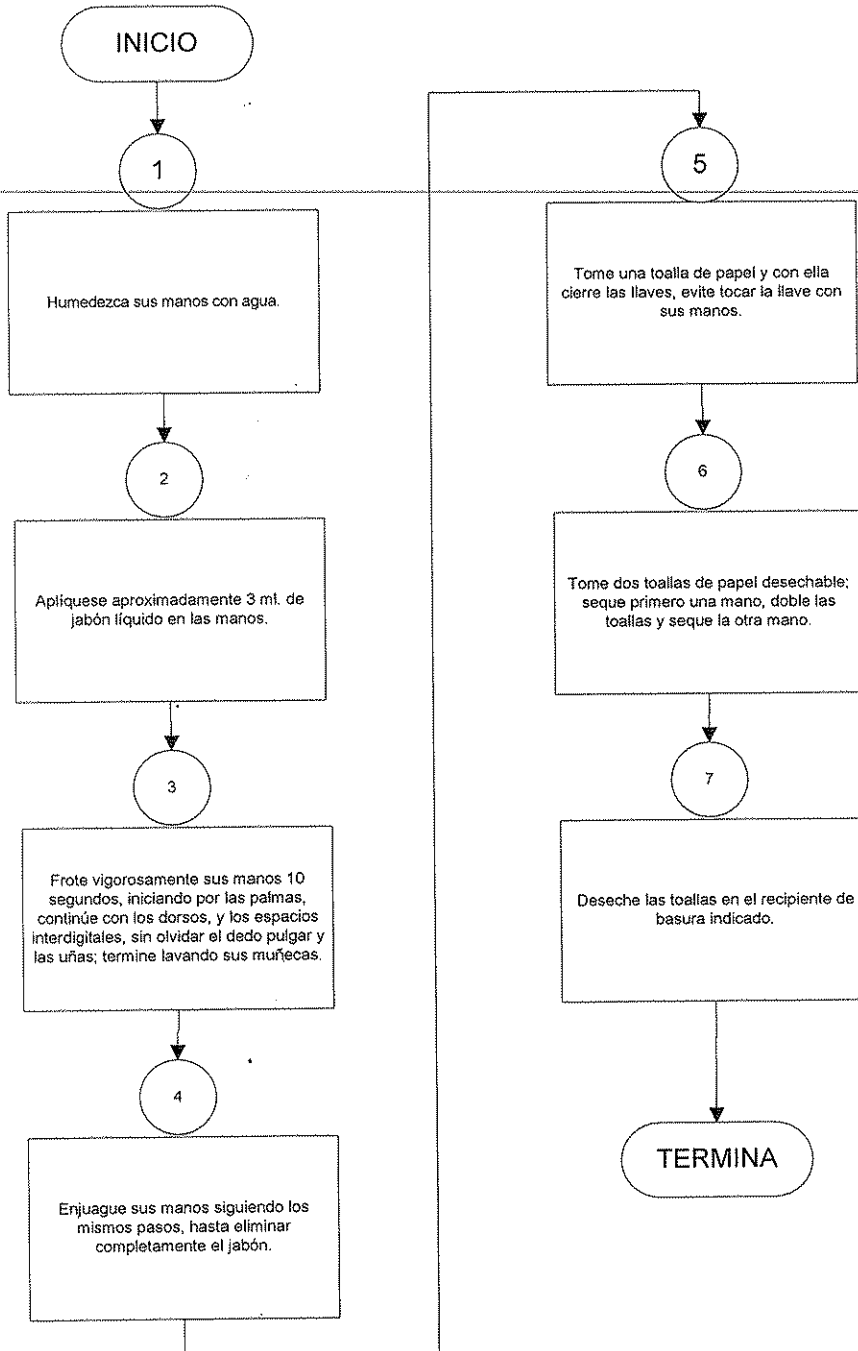 INICIO
1
Humedezca sus manos con agua.
2
Aplíquese aproximadamente 3 ml. de
jabón líquido en las manos.
3
Frote vigorosamente sus manos 10
segundos, iniciando por las palmas,
continúe con los dorsos, y los espacios
interdigitales, sin olvidar el dedo pulgar y
las uñas; termine lavando sus muñecas.
4
Enjuague sus manos siguiendo los
mismos pasos, hasta eliminar
completamente el jabón.
5
Tome una toalla de papel y con ella
cierre las llaves, evite tocar la llave con
sus manos.
6
Tome dos toallas de papel desechable;
seque primero una mano, doble las
toallas y seque la otra mano.
7
Deseche las toallas en el recipiente de
basura indicado.
TERMINA